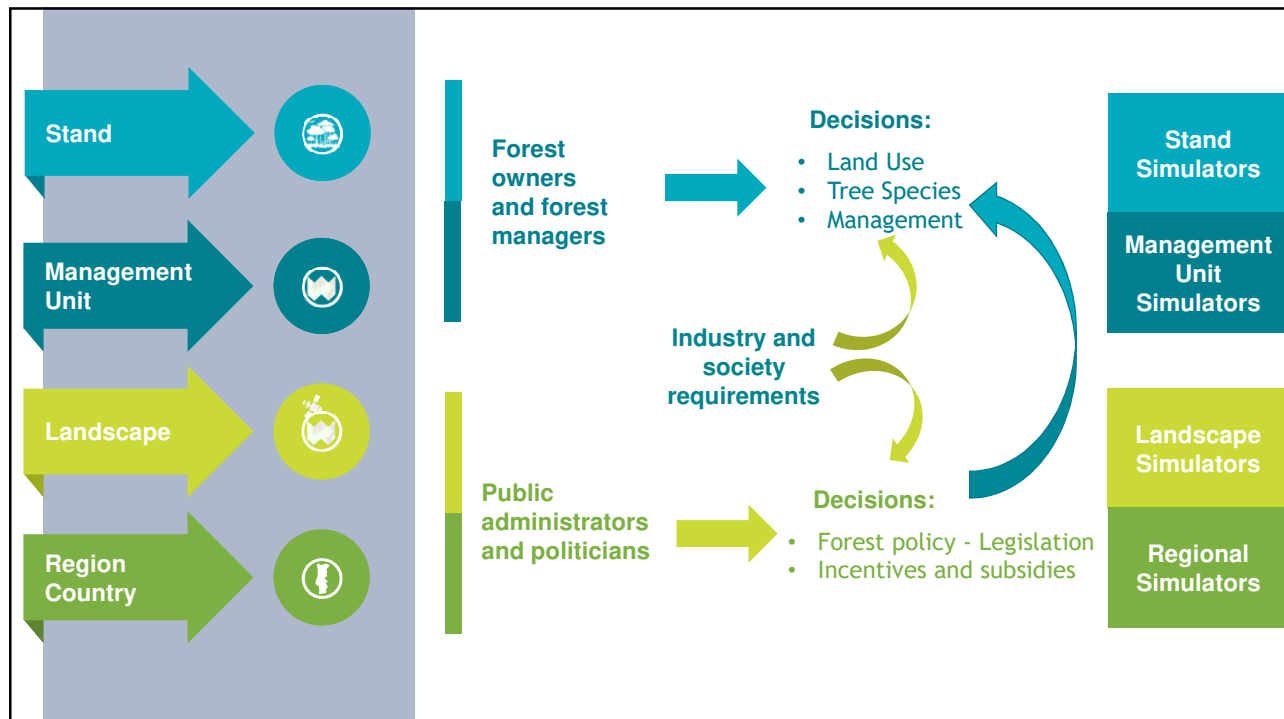 Stand
Management
Unit
Landscape
Region
Country
Forest
owners
and forest
managers
Public
administrators
and politicians
Decisions:
• Land Use
• Tree Species
• Management
Industry and
society
requirements
Decisions:
• Forest policy - Legislation
• Incentives and subsidies
Stand
Simulators
Management
Unit
Simulators
Landscape
Simulators
Regional
Simulators